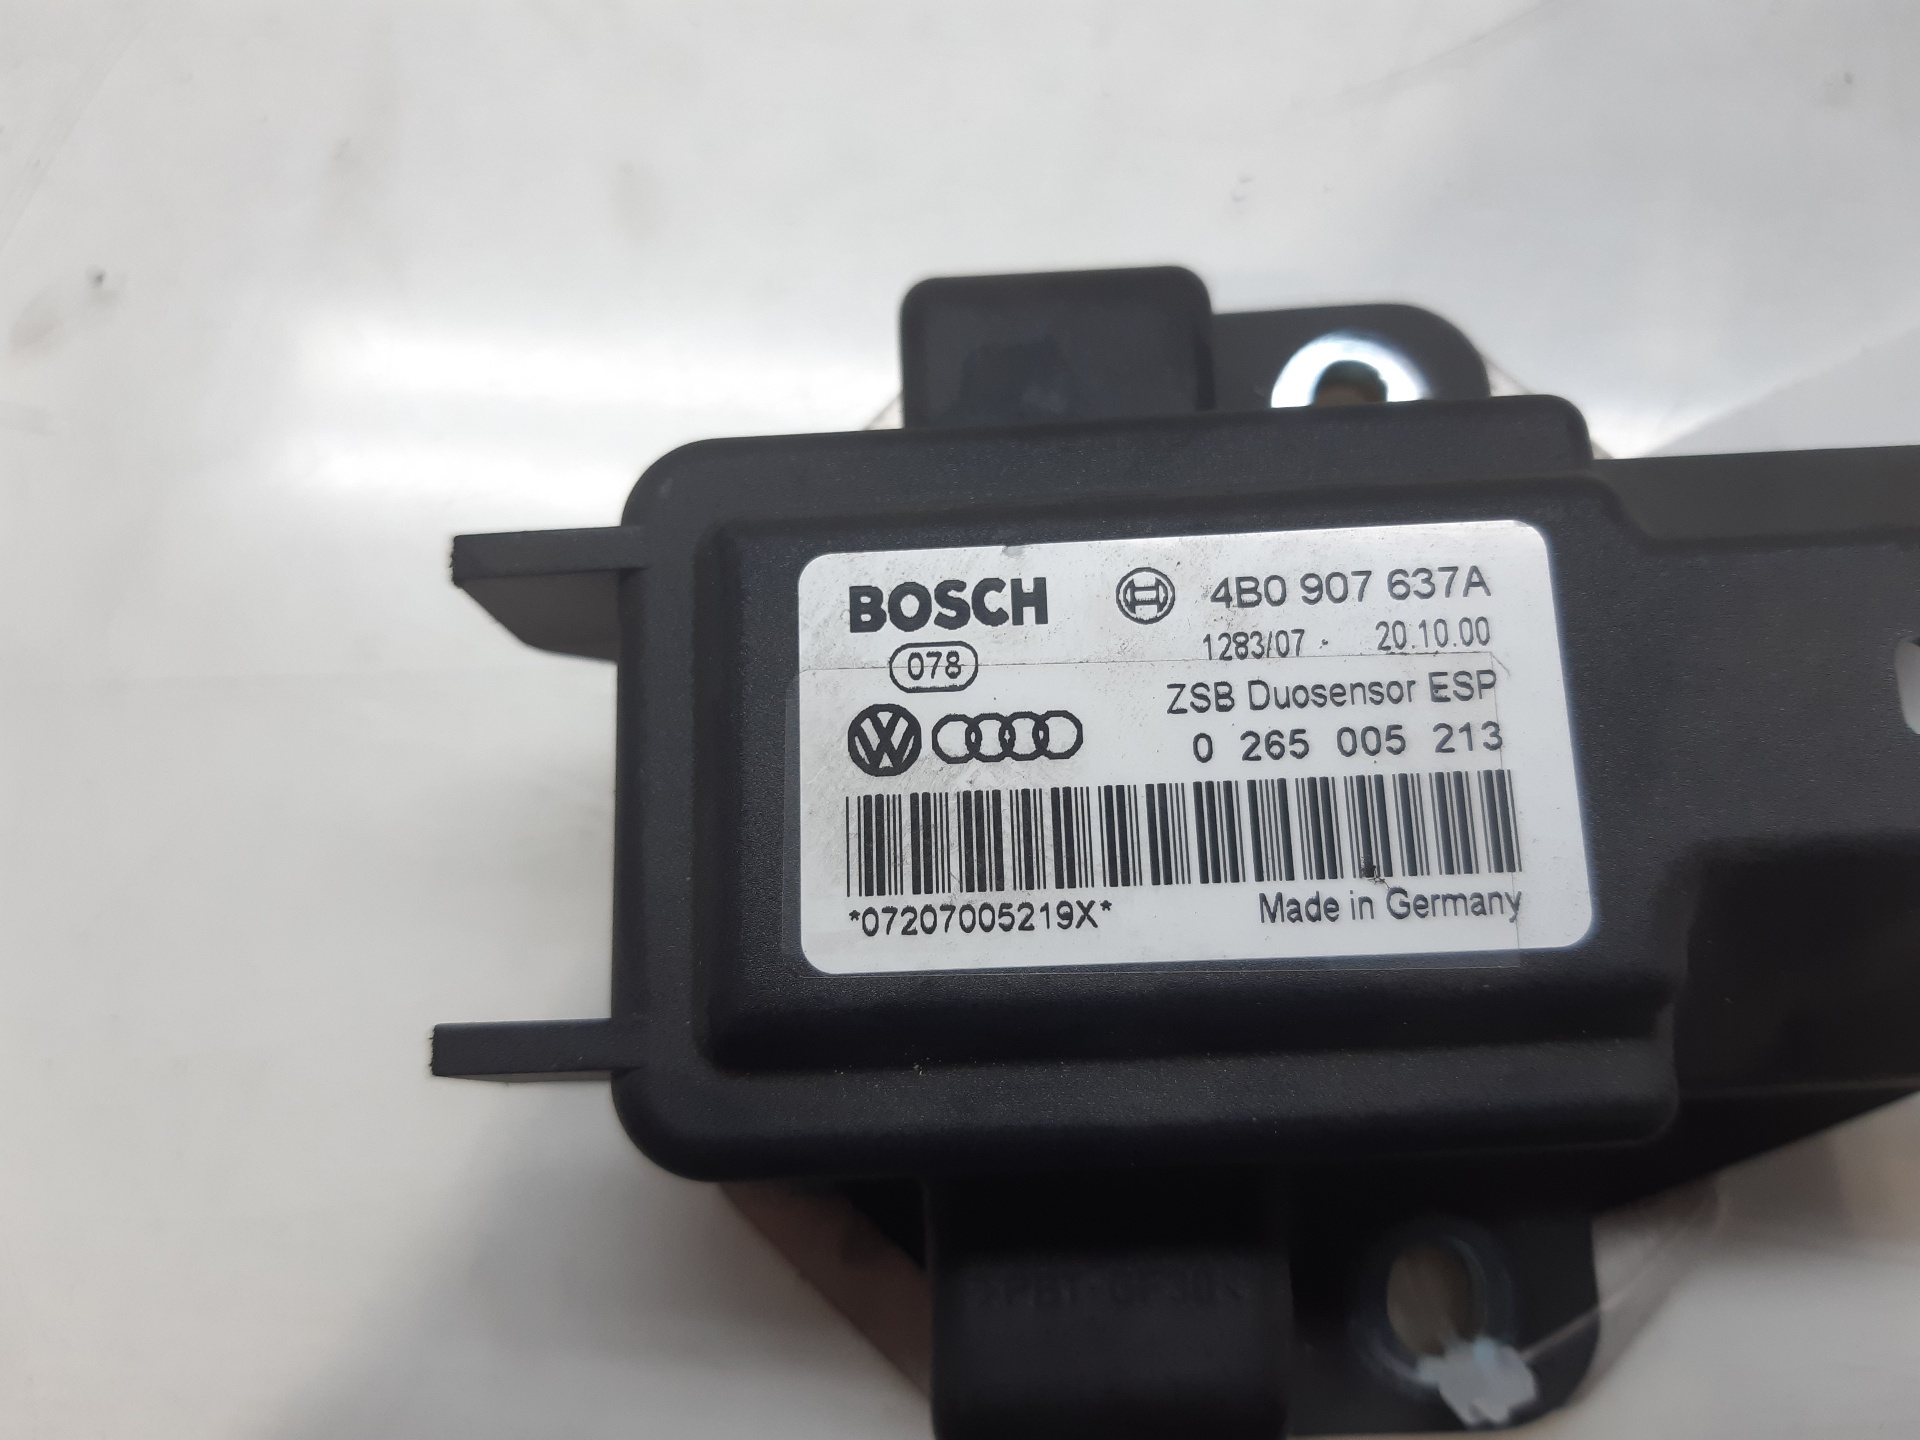 BOSCH 4B0 907 637A
1283/07 - 20.10.00
078
ZSB Duosensor ESP
0 265 005 213
*07207005219X* Made in Germany